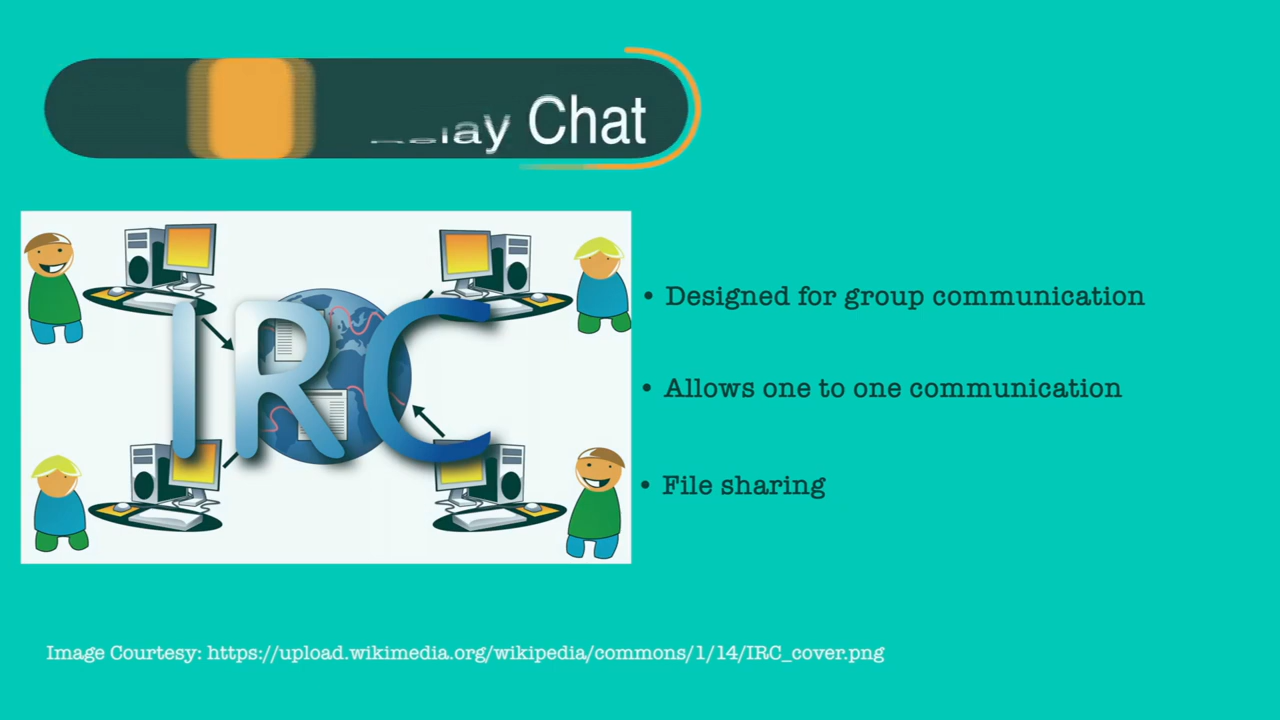 Chat
IRC
• Designed for group communication
• Allows one to one communication
• File sharing
Image Courtesy: https://upload.wikimedia.org/wikipedia/commons/1/14/IRC_cover.png